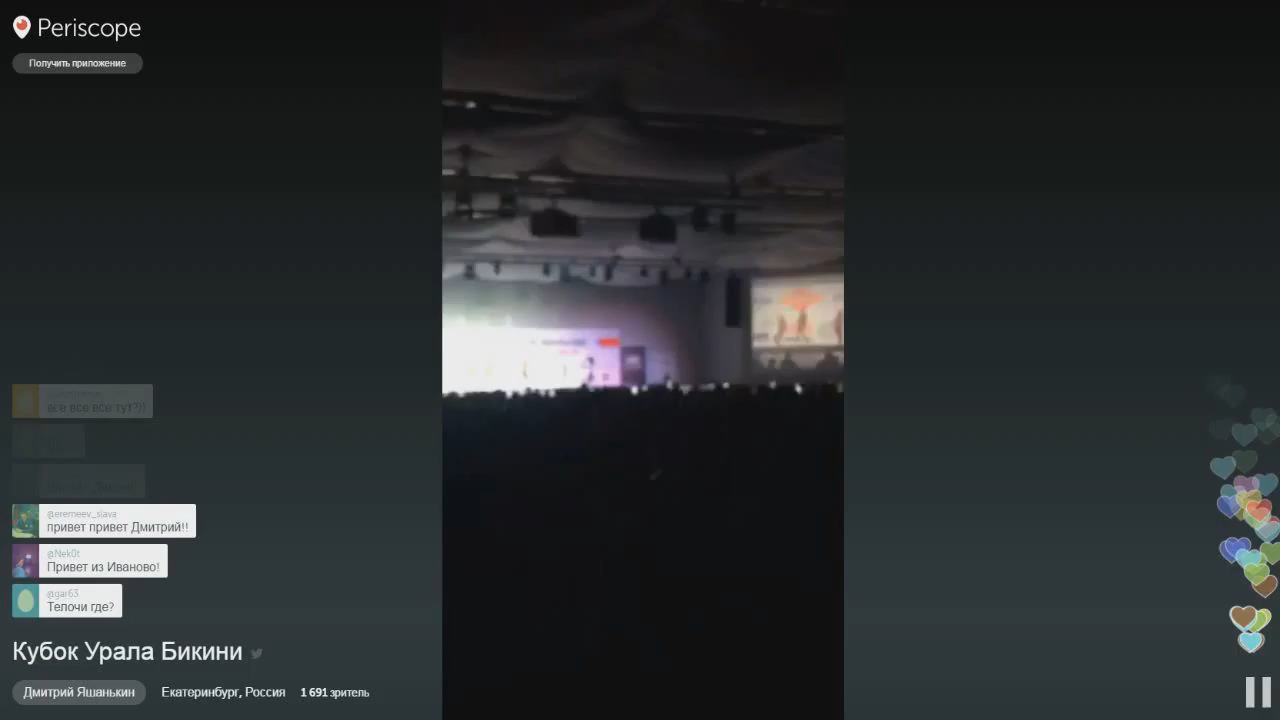 Periscope
Получить приложение
все все все тут?))
@eremeev_slava
привет привет Дмитрий!!
@Nek0t
Привет из Иваново!
@gar63
Тепочи где?
Кубок Урала Бикини
Дмитрий Яшанькин Екатеринбург, Россия 1 691 зритель